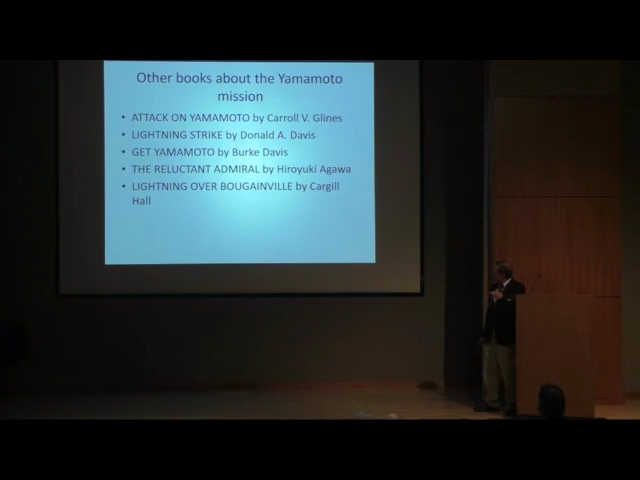 Other books about the Yamamoto
mission
• ATTACK ON YAMAMOTO by Carroll V. Glines
• LIGHTNING STRIKE by Donald A. Davis
• GET YAMAMOTO by Burke Davis
• THE RELUCTANT ADMIRAL by Hiroyuki Agawa
• LIGHTNING OVER BOUGAINVILLE by Cargill
Hall